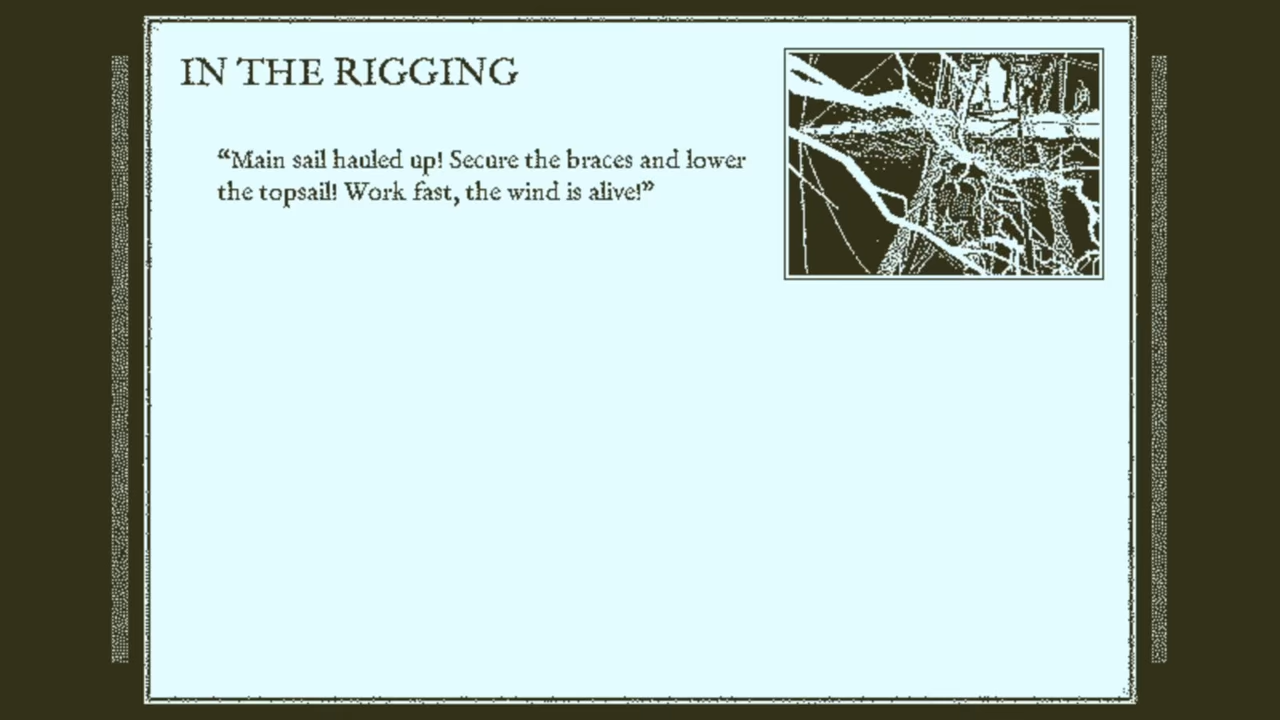 IN THE RIGGING
“Main sail hauled up! Secure the braces and lower
the topsail! Work fast, the wind is alive!”